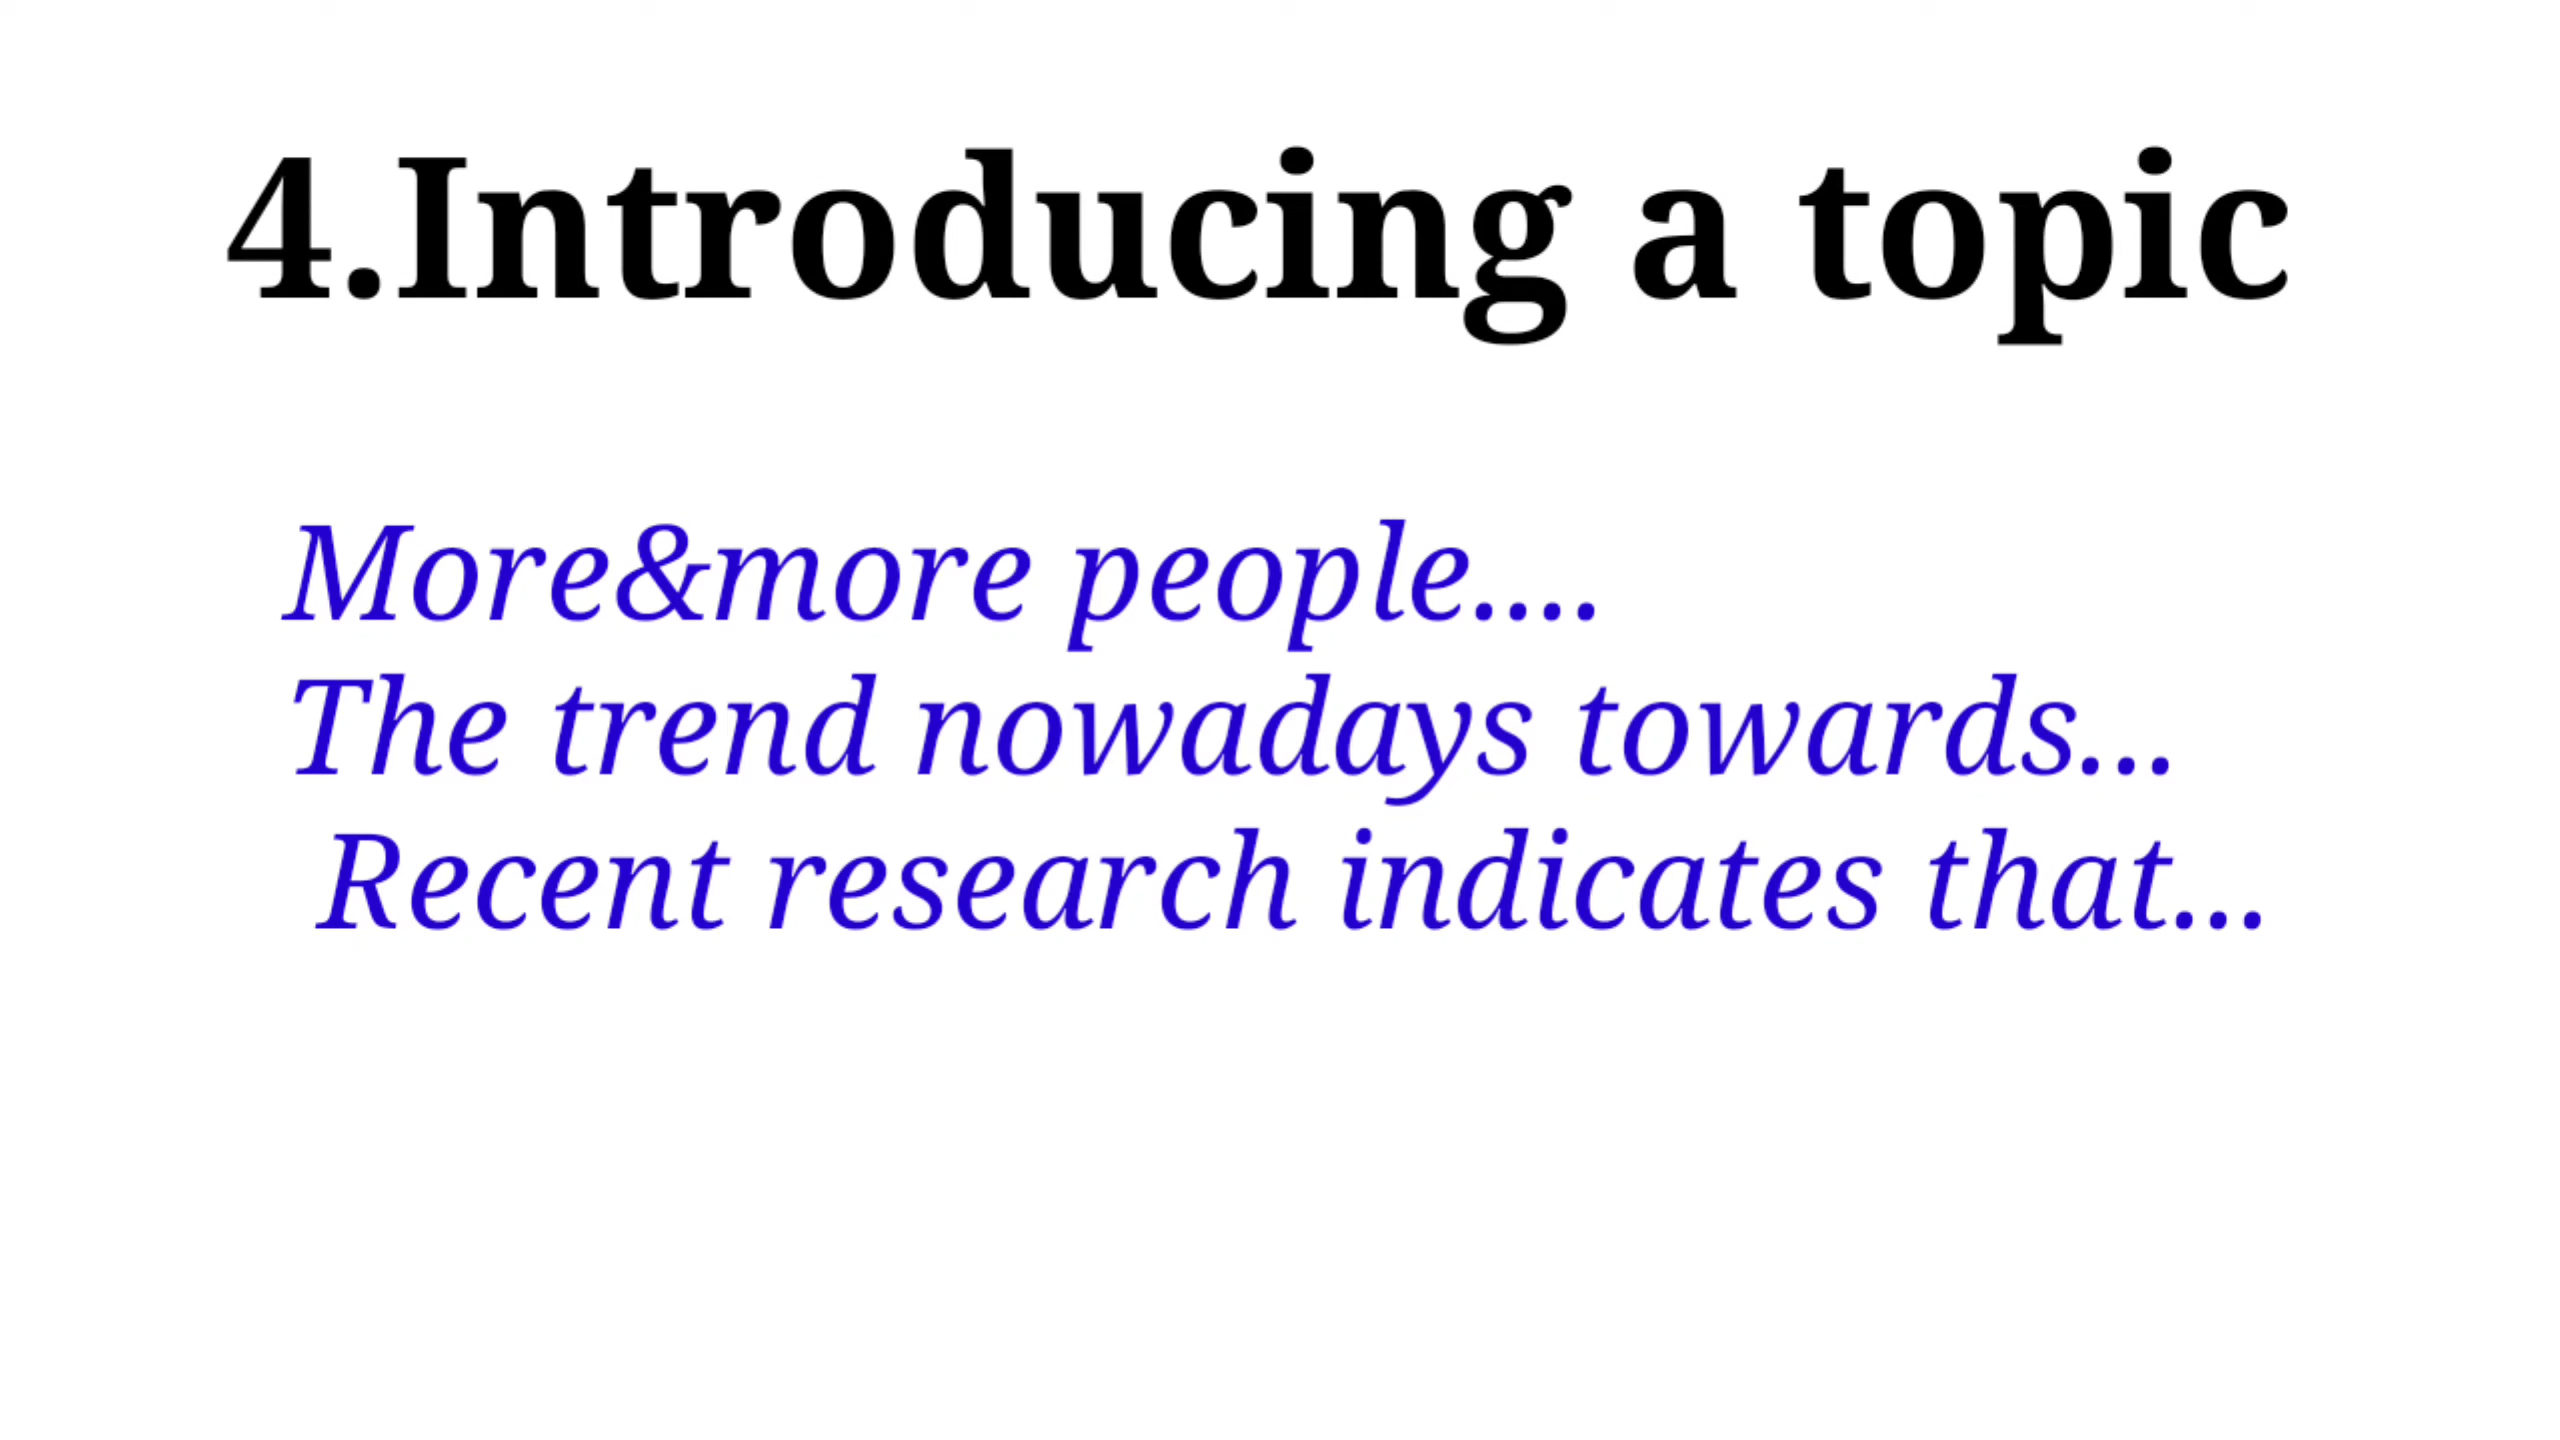 4.Introducing a topic
More&more people....
The trend nowadays towards...
Recent research indicates that...